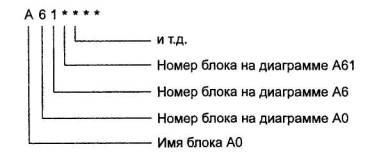 А 6 1 * * * *
и т.д.
Номер блока на диаграмме А61
Номер блока на диаграмме А6
Номер блока на диаграмме А0
Имя блока А0